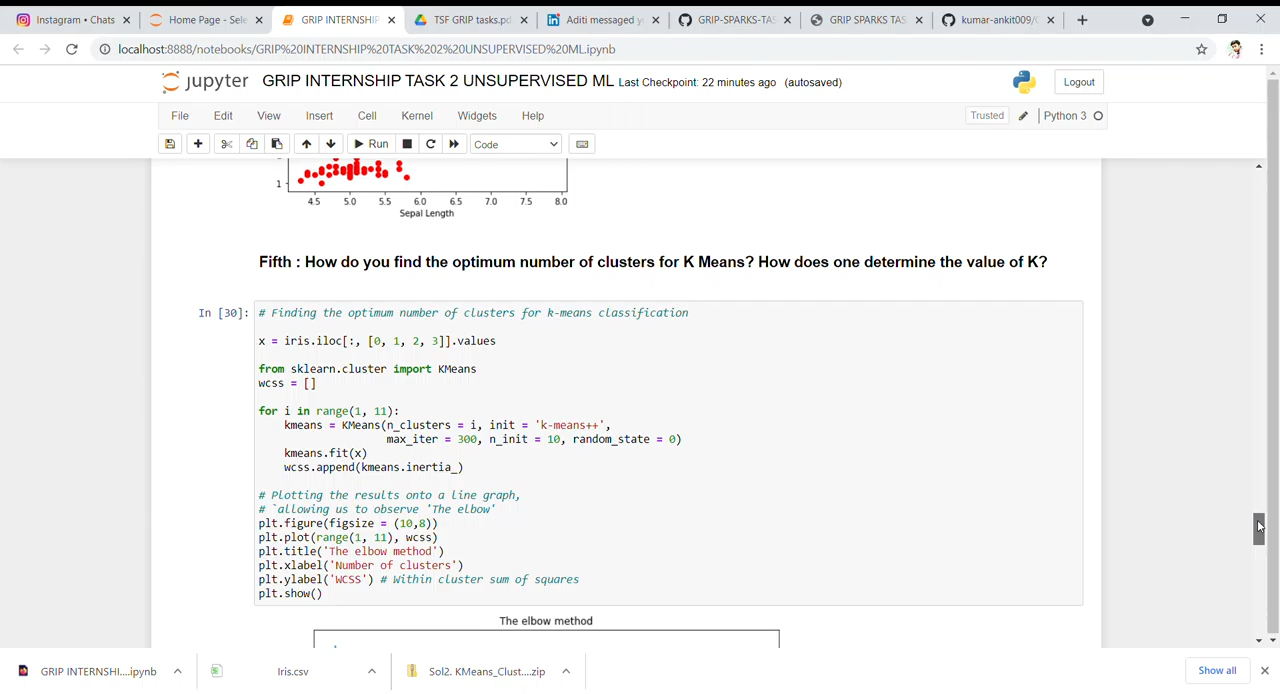 Instagram • Chats
Home Page - Sele
GRIP INTERNSHIP
TSF GRIP tasks.pd
Aditi messaged y
GRIP-SPARKS-TAS
GRIP SPARKS TAS
kumar-ankit009/
localhost:8888/notebooks/GRIP%20INTERNSHIP%20TASK%202%20UNSUPERVISED%20ML.ipynb
jupyter GRIP INTERNSHIP TASK 2 UNSUPERVISED ML Last Checkpoint: 22 minutes ago (autosaved)
Logout
File Edit View Insert Cell Kernel Widgets Help
Trusted
Python 3
Run
Code
1
4.5 5.0 5.5 6.0 6.5 7.0 7.5 8.0
Sepal Length
Fifth : How do you find the optimum number of clusters for K Means? How does one determine the value of K?
In [30]:
# Finding the optimum number of clusters for k-means classification
x = iris.iloc[:, [0, 1, 2, 3]].values
from sklearn.cluster import KMeans
wcss = []
for i in range(1, 11):
kmeans = KMeans(n_clusters = i, init = 'k-means++',
max_iter = 300, n_init = 10, random_state = 0)
kmeans.fit(x)
wcss.append(kmeans.inertia_)
# Plotting the results onto a line graph,
# `allowing us to observe 'The elbow'
plt.figure(figsize = (10,8))
plt.plot(range(1, 11), wcss)
plt.title('The elbow method')
plt.xlabel('Number of clusters')
plt.ylabel('WCSS') # Within cluster sum of squares
plt.show()
The elbow method
GRIP INTERNSHI....ipynb
Iris.csv
Sol2. KMeans_Clust....zip
Show all